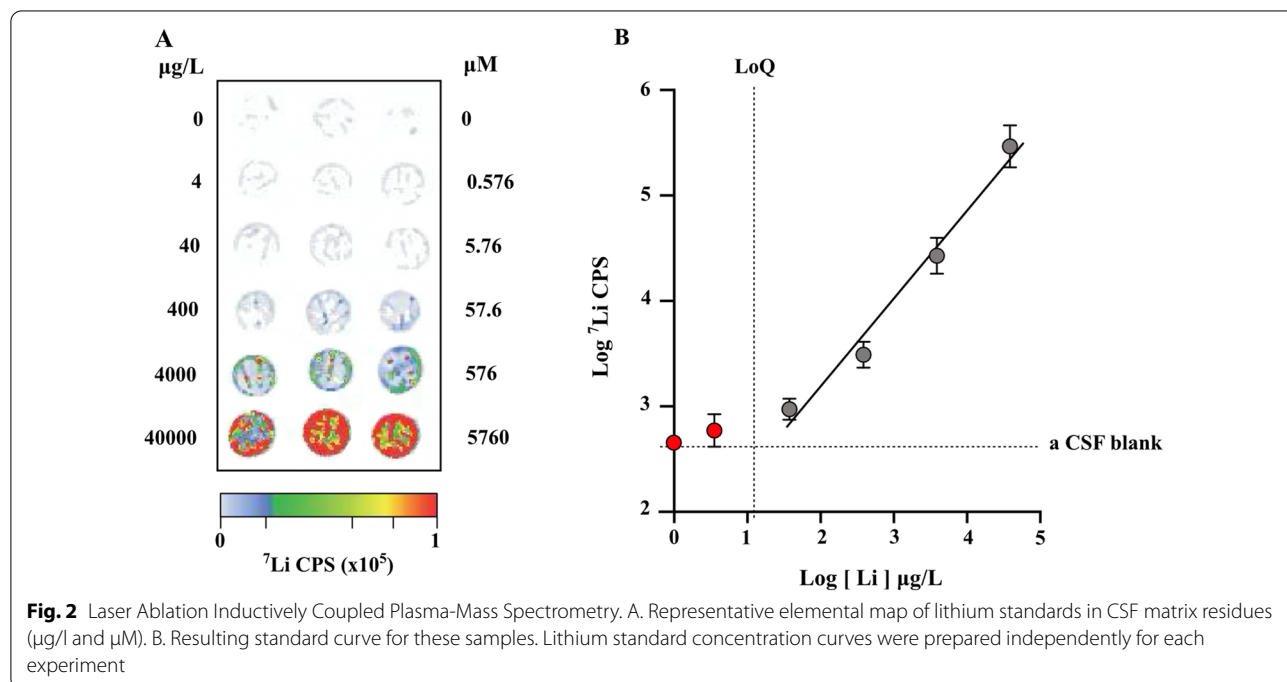 A
µg/L
µM
0
0
4
0.576
40
5.76
400
57.6
4000
576
40000
5760
0
1
⁷Li CPS (x10⁵)
B
LoQ
6
5
4
3
2
Log ⁷Li CPS
a CSF blank
0 1 2 3 4 5
Log [ Li ] µg/L
Fig. 2 Laser Ablation Inductively Coupled Plasma-Mass Spectrometry. A. Representative elemental map of lithium standards in CSF matrix residues
(µg/l and µM). B. Resulting standard curve for these samples. Lithium standard concentration curves were prepared independently for each
experiment